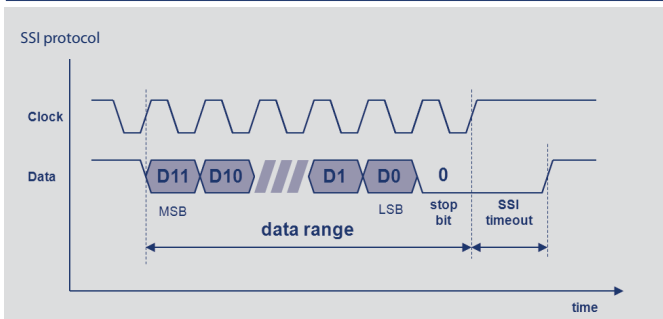 SSI protocol
Clock
Data
D11 D10 D1 D0 0
MSB LSB stop bit SSI timeout
data range
time